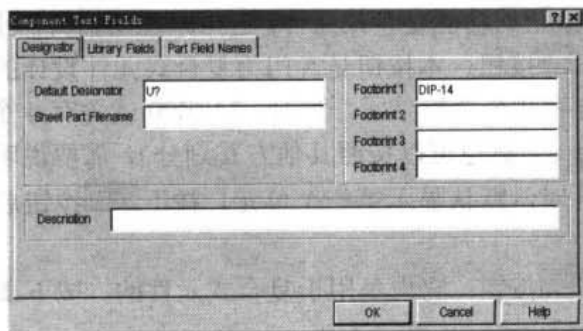 Component Text Fields
Designator Library Fields Part Field Names
Default Designator U?
Sheet Part Filename
Footprint 1 DIP-14
Footprint 2
Footprint 3
Footprint 4
Description
OK Cancel Help